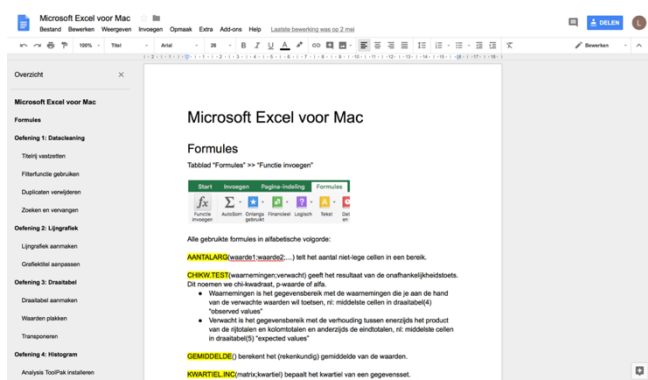 Microsoft Excel voor Mac
Bestand Bewerken Weergeven Invoegen Opmaak Extra Add-ons Help Laatste bewerking was op 2 mei
DELEN
L
100% Titel Arial 26 B I U A Bewerken
Overzicht
Microsoft Excel voor Mac
Formules
Oefening 1: Datacleaning
Titelrij vastzetten
Filterfunctie gebruiken
Duplicaten verwijderen
Zoeken en vervangen
Oefening 2: Lijngrafiek
Lijngrafiek aanmaken
Grafiektitel aanpassen
Oefening 3: Draaitabel
Draaitabel aanmaken
Waarden plakken
Transponeren
Oefening 4: Histogram
Analysis ToolPak installeren
Microsoft Excel voor Mac
Formules
Tabblad "Formules" >> "Functie invoegen"
Start Invoegen Pagina-indeling Formules
Functie invoegen AutoSom Onlangs gebruikt Financieel Logisch Tekst Dat en
Alle gebruikte formules in alfabetische volgorde:
AANTALARG(waarde1;waarde2;…) telt het aantal niet-lege cellen in een bereik.
CHIKW.TEST(waarnemingen;verwacht) geeft het resultaat van de onafhankelijkheidstoets.
Dit noemen we chi-kwadraat, p-waarde of alfa.
● Waarnemingen is het gegevensbereik met de waarnemingen die je aan de hand
van de verwachte waarden wil toetsen, nl: middelste cellen in draaitabel(4)
"observed values"
● Verwacht is het gegevensbereik met de verhouding tussen enerzijds het product
van de rijtotalen en kolomtotalen en anderzijds de eindtotalen, nl: middelste cellen
in draaitabel(5) "expected values"
GEMIDDELDE() berekent het (rekenkundig) gemiddelde van de waarden.
KWARTIEL.INC(matrix;kwartiel) bepaalt het kwartiel van een gegevensset.